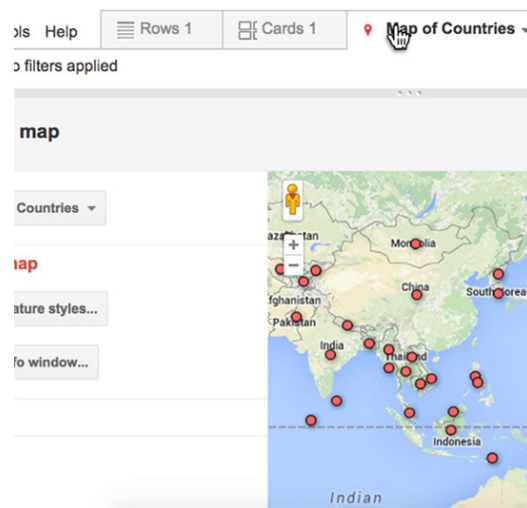 ols Help Rows 1 Cards 1 Map of Countries
o filters applied
map
Countries
map
ature styles...
fo window...
Mongolia
China
South Korea
fghanistan
Pakistan
India
Thailand
Indonesia
Indian